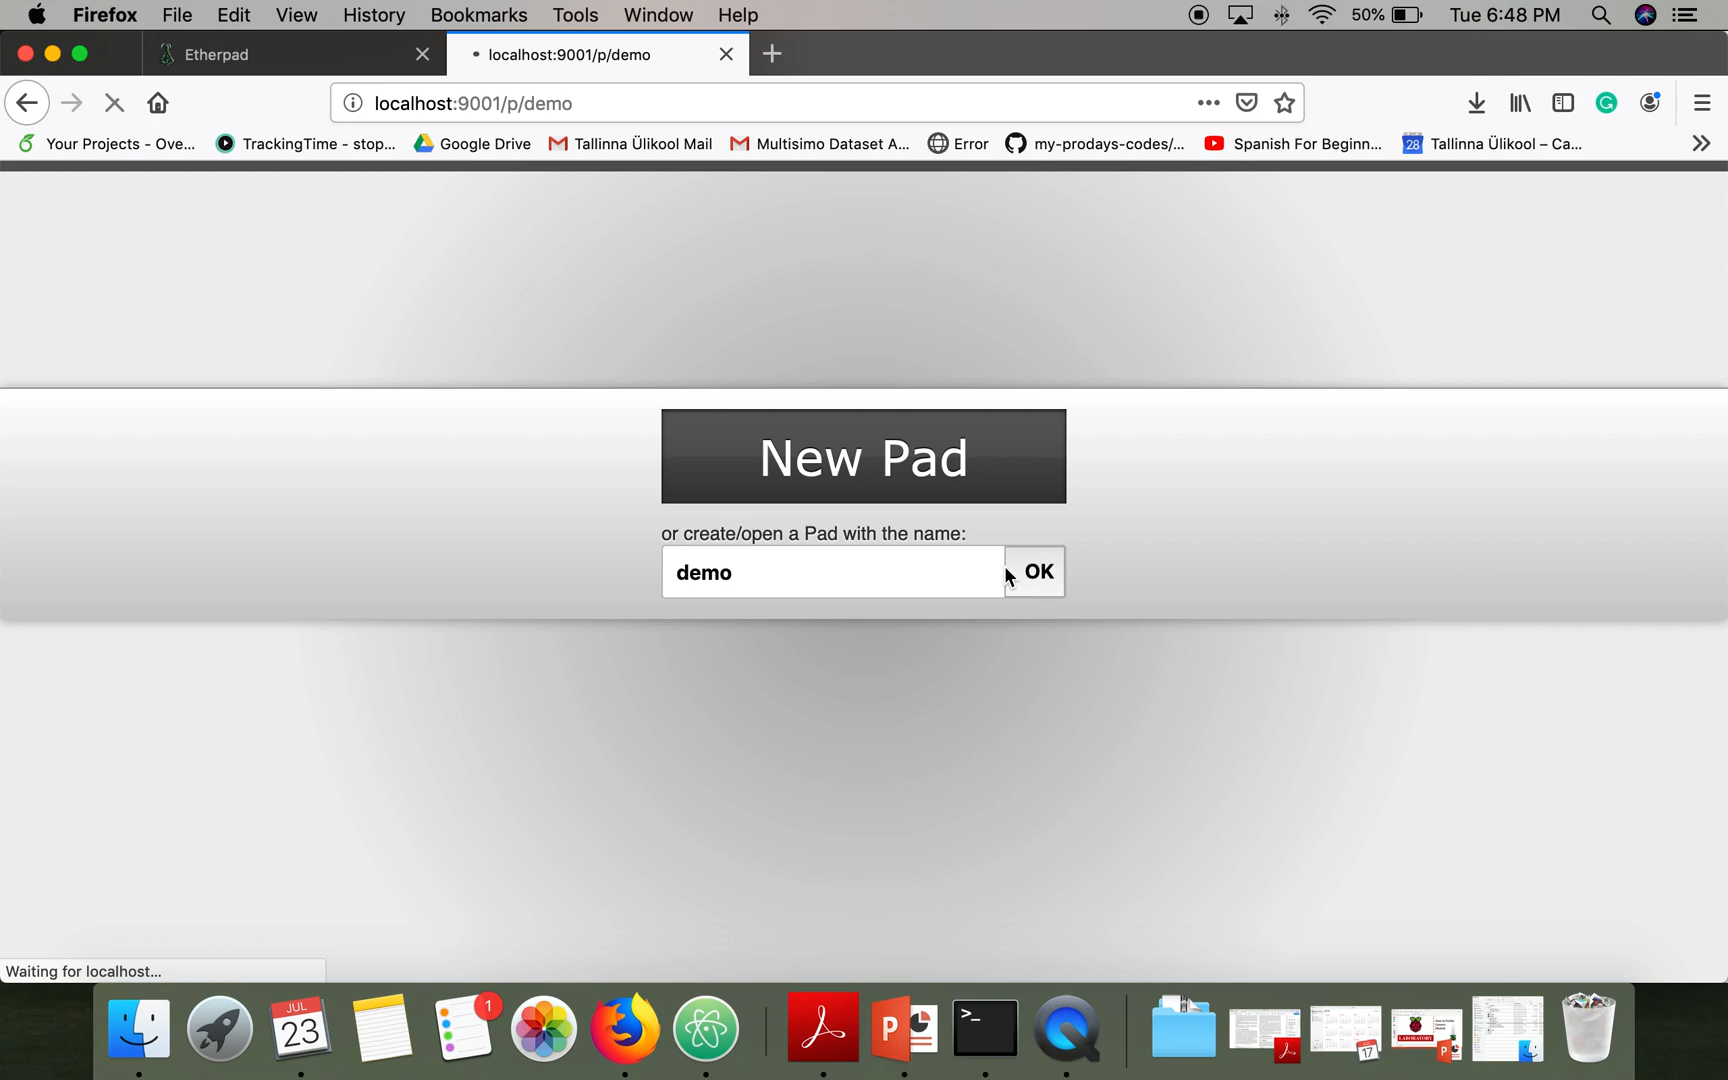 Firefox File Edit View History Bookmarks Tools Window Help 50% Tue 6:48 PM
Etherpad localhost:9001/p/demo
localhost:9001/p/demo
Your Projects - Ove... TrackingTime - stop... Google Drive Tallinna Ülikool Mail Multisimo Dataset A... Error my-prodays-codes/... Spanish For Beginn... 28 Tallinna Ülikool – Ca...
New Pad
or create/open a Pad with the name:
demo OK
Waiting for localhost...
JUL
23
1
P
>_
17
P
LABORATORY